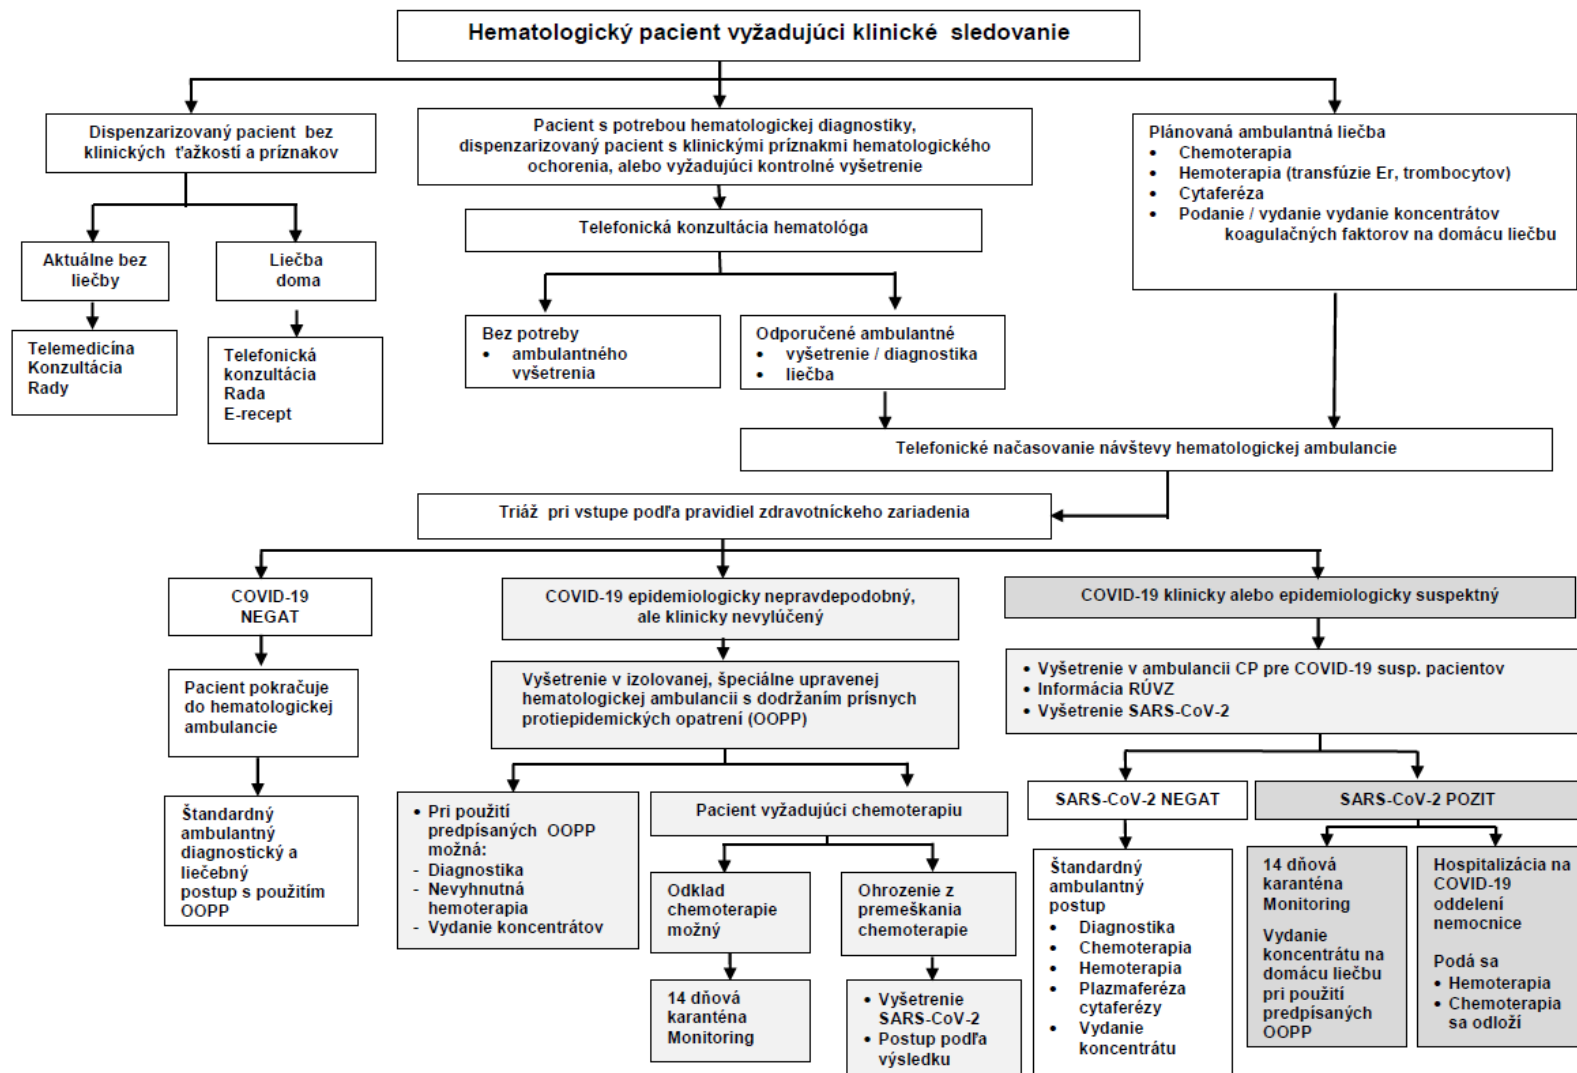 Hematologický pacient vyžadujúci klinické sledovanie
Dispenzarizovaný pacient bez
klinických ťažkostí a príznakov
Pacient s potrebou hematologickej diagnostiky,
dispenzarizovaný pacient s klinickými príznakmi hematologického
ochorenia, alebo vyžadujúci kontrolné vyšetrenie
Plánovaná ambulantná liečba
• Chemoterapia
• Hemoterapia (transfúzie Er, trombocytov)
• Cytaferéza
• Podanie / vydanie vydanie koncentrátov
koagulačných faktorov na domácu liečbu
Telefonická konzultácia hematológa
Aktuálne bez
liečby
Liečba
doma
Telemedicína
Konzultácia
Rady
Telefonická
konzultácia
Rada
E-recept
Bez potreby
• ambulantného
vyšetrenia
Odporučené ambulantné
• vyšetrenie / diagnostika
• liečba
Telefonické načasovanie návštevy hematologickej ambulancie
Triáž pri vstupe podľa pravidiel zdravotníckeho zariadenia
COVID-19
NEGAT
COVID-19 epidemiologicky nepravdepodobný,
ale klinicky nevylúčený
COVID-19 klinicky alebo epidemiologicky suspektný
Pacient pokračuje
do hematologickej
ambulancie
Vyšetrenie v izolovanej, špeciálne upravenej
hematologickej ambulancii s dodržaním prísnych
protiepidemických opatrení (OOPP)
• Vyšetrenie v ambulancii CP pre COVID-19 susp. pacientov
• Informácia RÚVZ
• Vyšetrenie SARS-CoV-2
Štandardný
ambulantný
diagnostický a
liečebný
postup s použitím
OOPP
• Pri použití
predpísaných OOPP
možná:
- Diagnostika
- Nevyhnutná
hemoterapia
- Vydanie koncentrátov
Pacient vyžadujúci chemoterapiu
Odklad
chemoterapie
možný
Ohrozenie z
premeškania
chemoterapie
14 dňová
karanténa
Monitoring
• Vyšetrenie
SARS-CoV-2
• Postup podľa
výsledku
SARS-CoV-2 NEGAT
SARS-CoV-2 POZIT
Štandardný
ambulantný
postup
• Diagnostika
• Chemoterapia
• Hemoterapia
• Plazmaferéza
cytaferézy
• Vydanie
koncentrátu
14 dňová
karanténa
Monitoring
Vydanie
koncentrátu na
domácu liečbu
pri použití
predpísaných
OOPP
Hospitalizácia na
COVID-19
oddelení
nemocnice
Podá sa
• Hemoterapia
• Chemoterapia
sa odloží